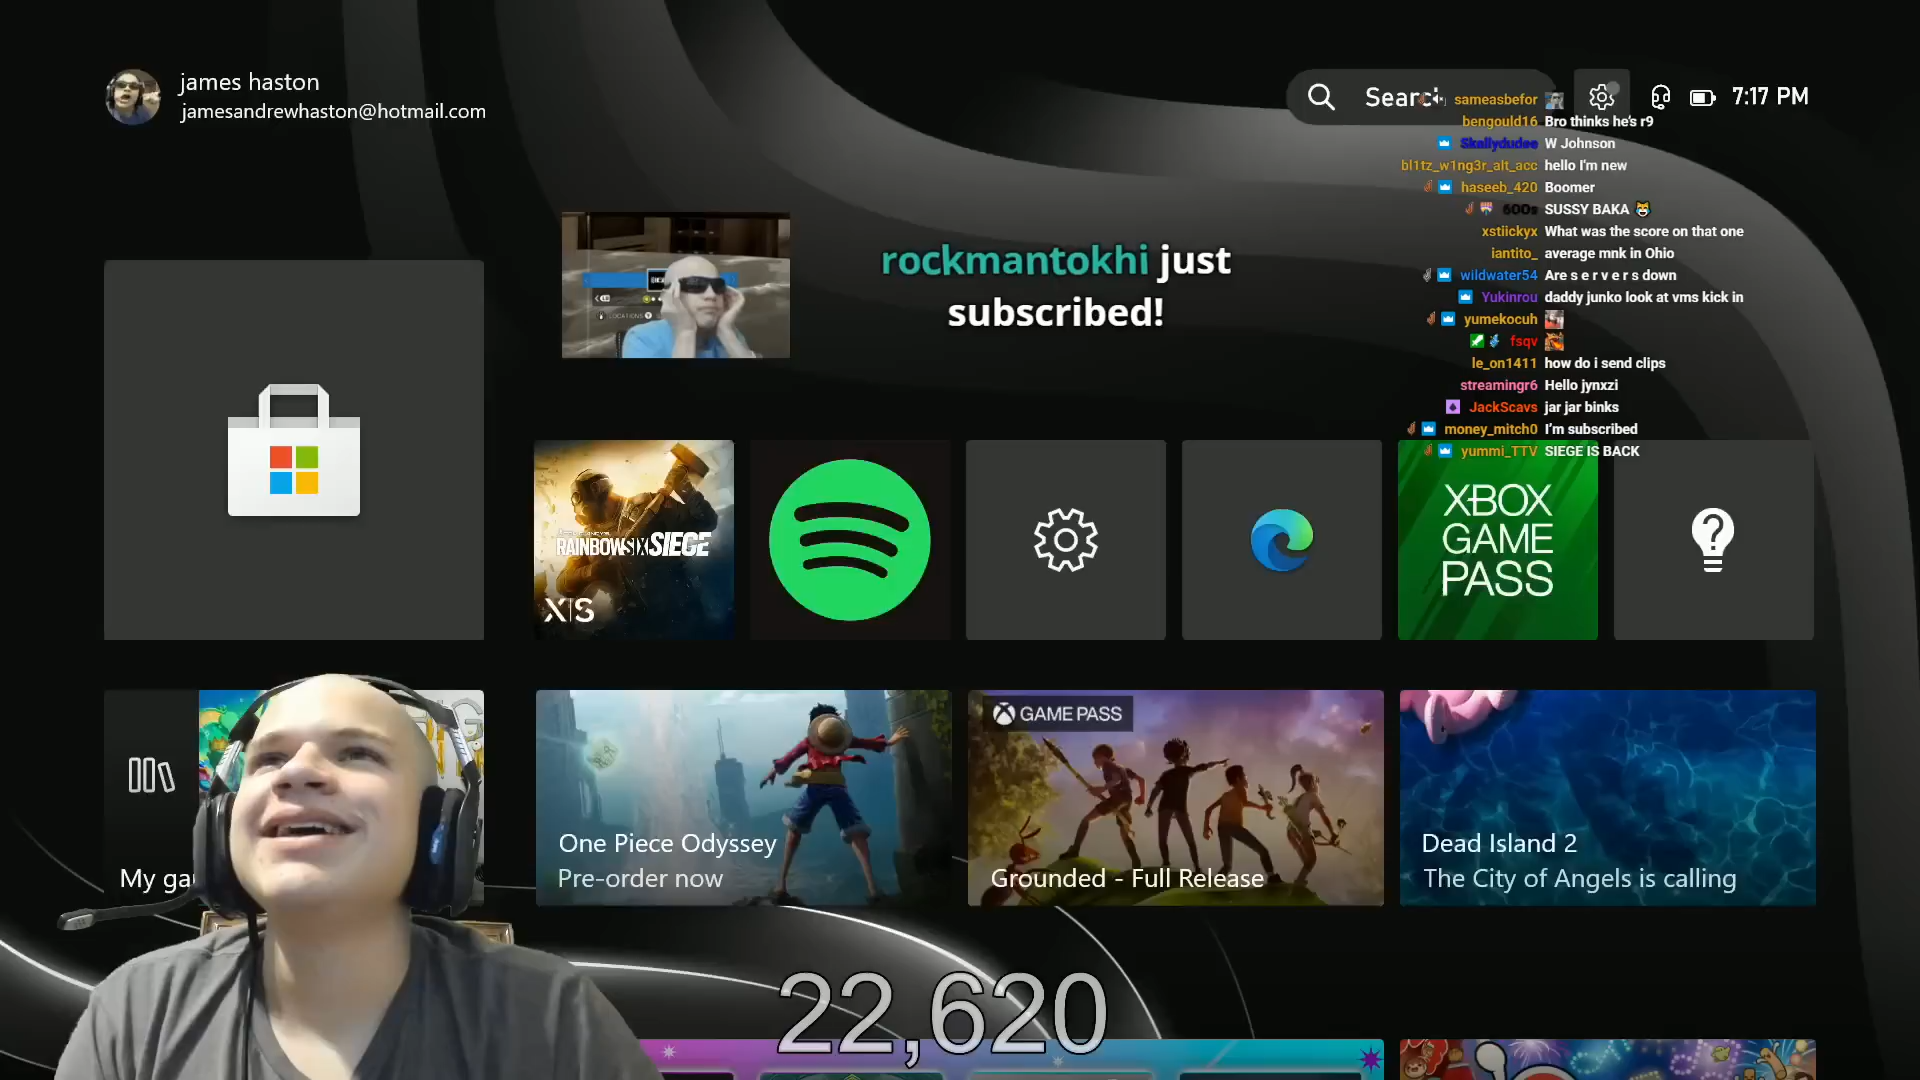 james haston
jamesandrewhaston@hotmail.com
7:17 PM
sameasbefor
bengould16 Bro thinks he's r9
Skallydudee W Johnson
bl1tz_w1ng3r_alt_acc hello I'm new
haseeb_420 Boomer
600s SUSSY BAKA
xstiickyx What was the score on that one
iantito_ average mnk in Ohio
wildwater54 Are s e r v e r s down
Yukinrou daddy junko look at vms kick in
yumekocuh
fsqv
le_on1411 how do i send clips
streamingr6 Hello jynxzi
JackScavs jar jar binks
money_mitch0 I'm subscribed
yummi_TTV SIEGE IS BACK
rockmantokhi just
subscribed!
LOCATIONS
RAINBOWSIX SIEGE
X|S
XBOX
GAME
PASS
My
GAME PASS
One Piece Odyssey
Pre-order now
Grounded - Full Release
Dead Island 2
The City of Angels is calling
22,620